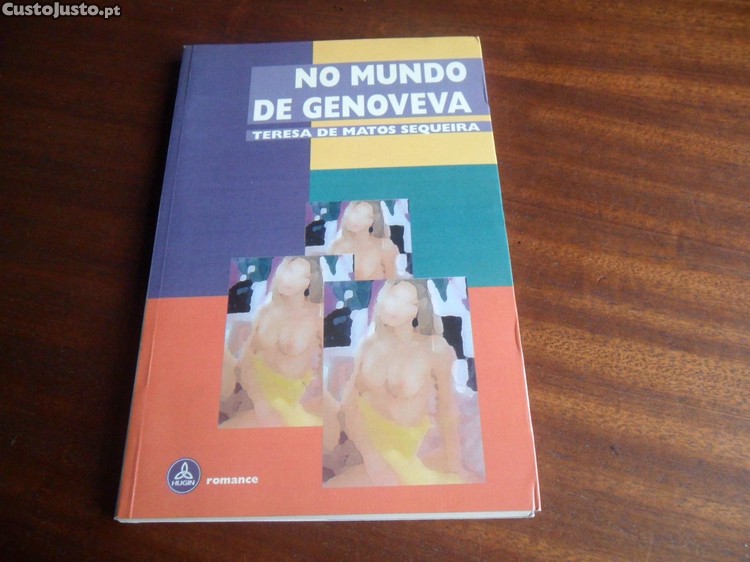 CustoJusto.pt
NO MUNDO
DE GENOVEVA
TERESA DE MATOS SEQUEIRA
HUGIN
romance